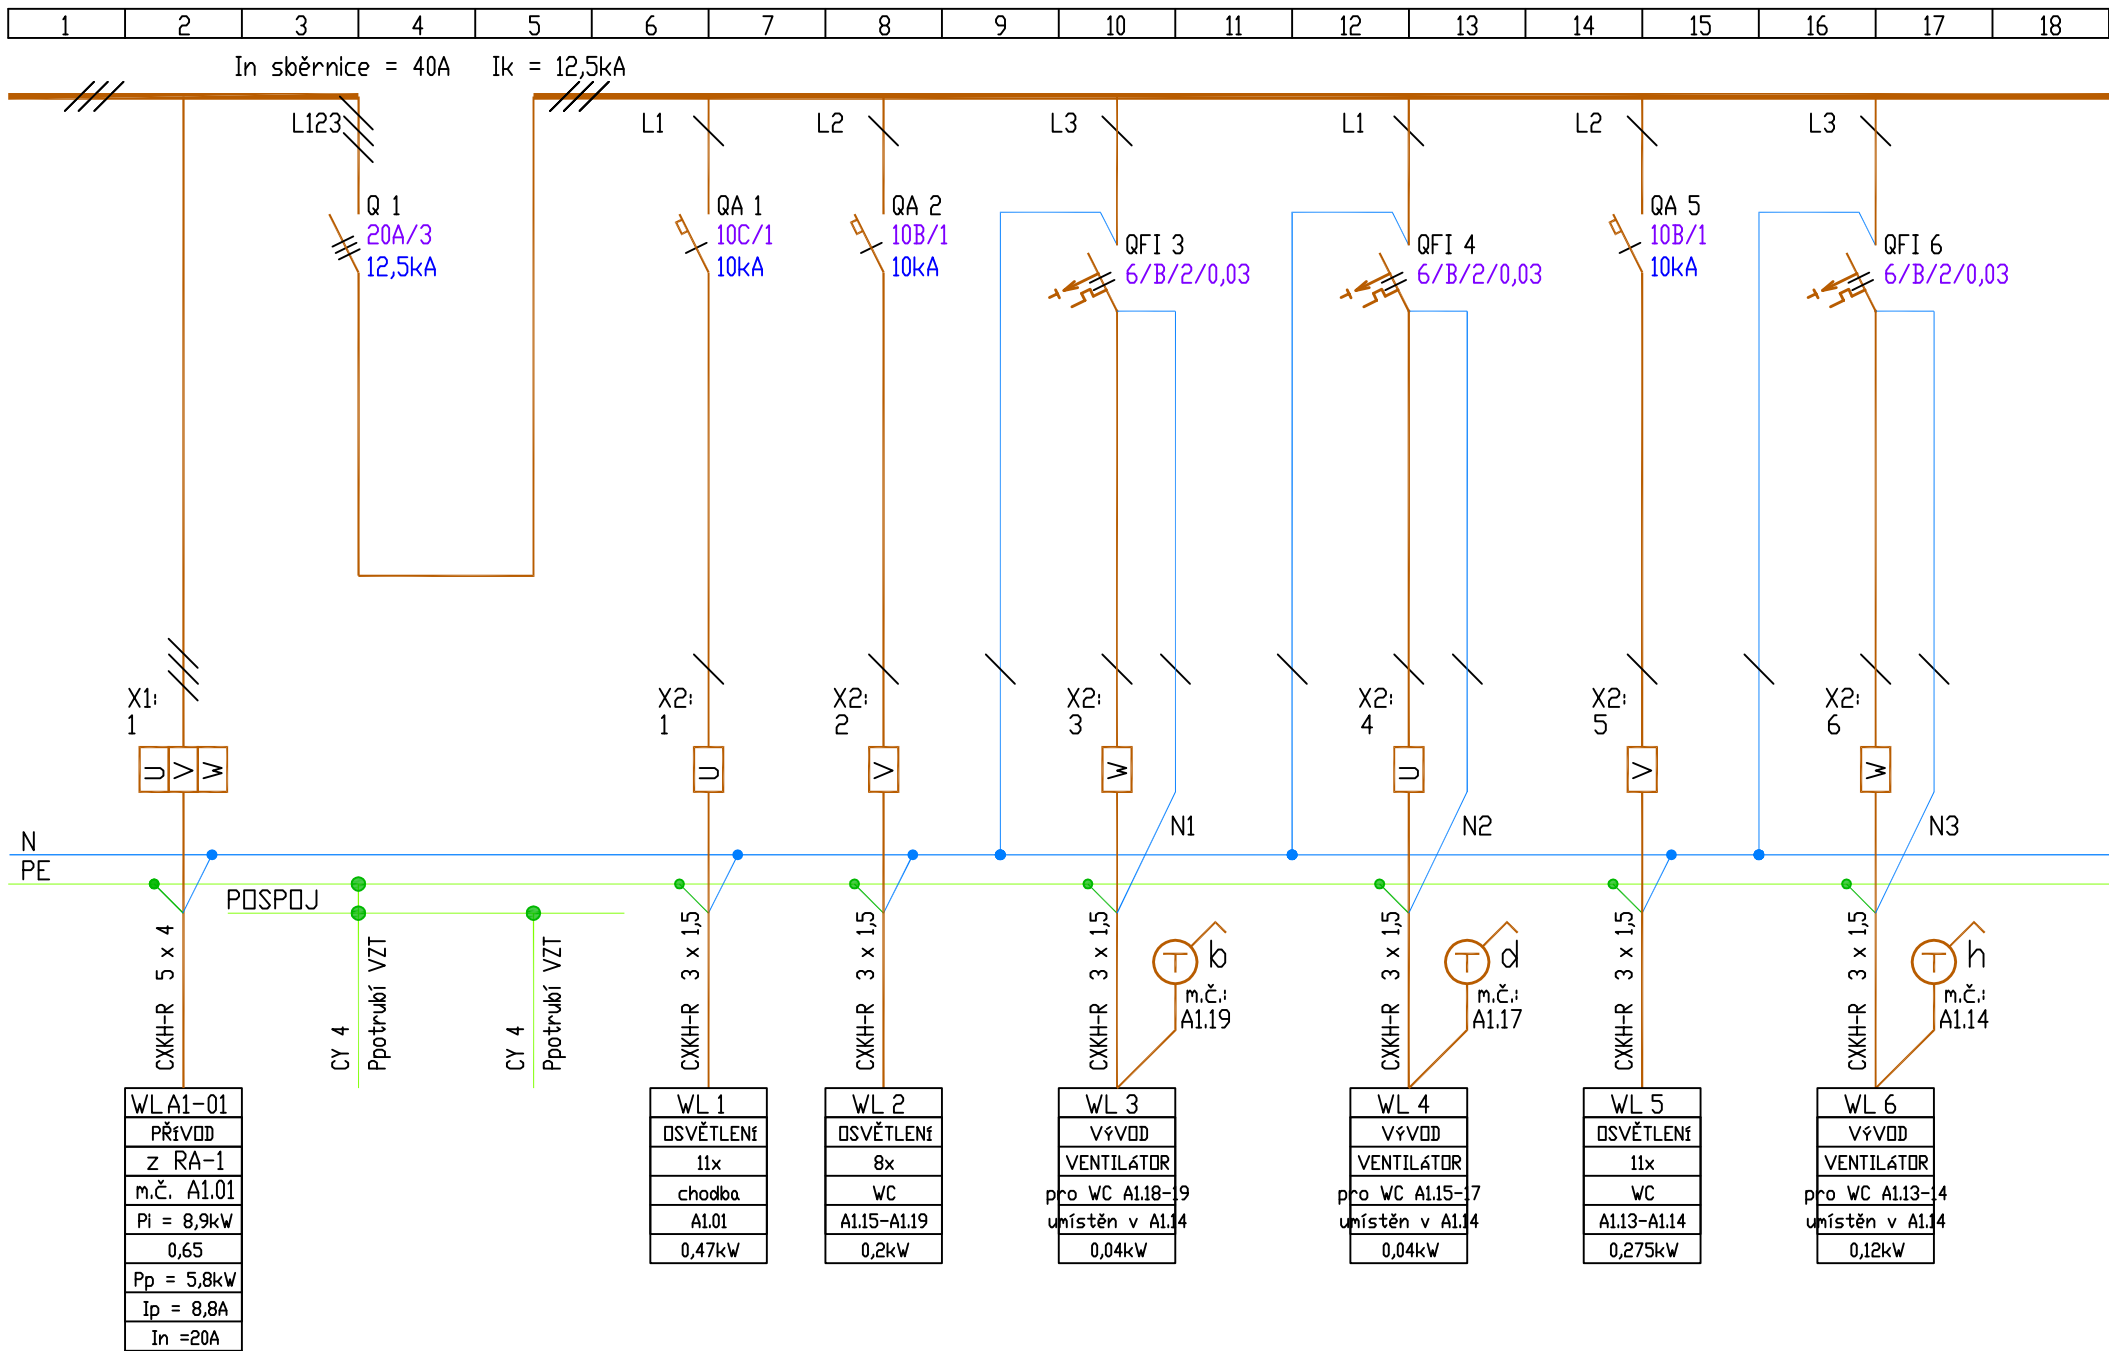 1 2 3 4 5 6 7 8 9 10 11 12 13 14 15 16 17 18
In sběrnice = 40A Ik = 12,5kA
L123 L1 L2 L3 L1 L2 L3
Q 1
20A/3
12,5kA
QA 1
10C/1
10kA
QA 2
10B/1
10kA
QFI 3
6/B/2/0,03
QFI 4
6/B/2/0,03
QA 5
10B/1
10kA
QFI 6
6/B/2/0,03
X1:
1
X2:
1
X2:
2
X2:
3
X2:
4
X2:
5
X2:
6
U V W U V W U V W
N1 N2 N3
N
PE
POSPOJ
CXKH-R 5 x 4
CY 4
Ppotrubí VZT
CY 4
Ppotrubí VZT
CXKH-R 3 x 1,5
CXKH-R 3 x 1,5
CXKH-R 3 x 1,5
T b
m.č.:
A1.19
CXKH-R 3 x 1,5
T d
m.č.:
A1.17
CXKH-R 3 x 1,5
CXKH-R 3 x 1,5
T h
m.č.:
A1.14
WLA1-01
PŘÍVOD
z RA-1
m.č. A1.01
Pi = 8,9kW
0,65
Pp = 5,8kW
Ip = 8,8A
In =20A
WL 1
OSVĚTLENÍ
11x
chodba
A1.01
0,47kW
WL 2
OSVĚTLENÍ
8x
WC
A1.15-A1.19
0,2kW
WL 3
VÝVOD
VENTILÁTOR
pro WC A1.18-19
umístěn v A1.14
0,04kW
WL 4
VÝVOD
VENTILÁTOR
pro WC A1.15-17
umístěn v A1.14
0,04kW
WL 5
OSVĚTLENÍ
11x
WC
A1.13-A1.14
0,275kW
WL 6
VÝVOD
VENTILÁTOR
pro WC A1.13-14
umístěn v A1.14
0,12kW